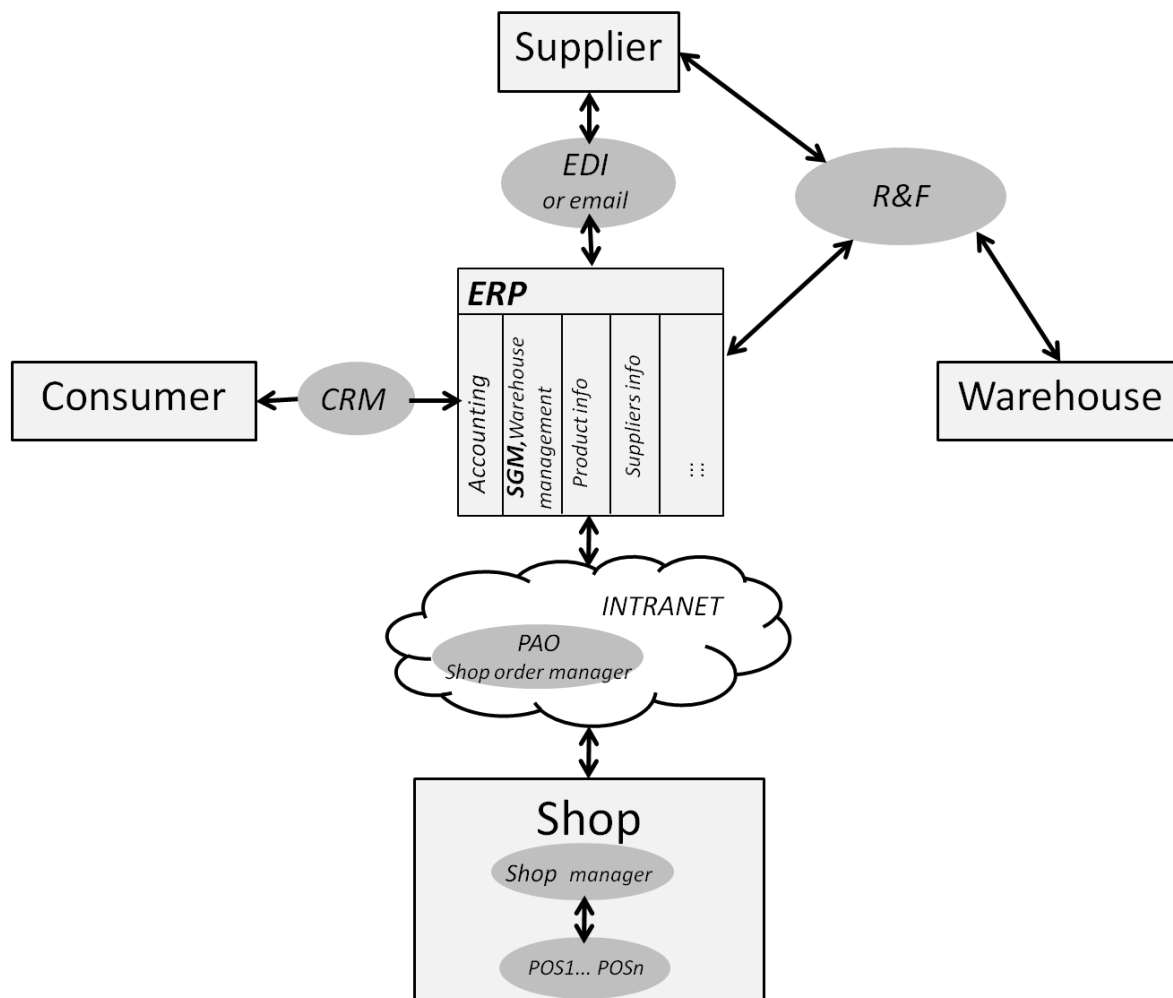 Supplier
EDI
or email
R&F
ERP
Accounting
SGM,Warehouse
management
Product info
Suppliers info
...
Consumer
CRM
Warehouse
INTRANET
PAO
Shop order manager
Shop
Shop manager
POS1... POSn